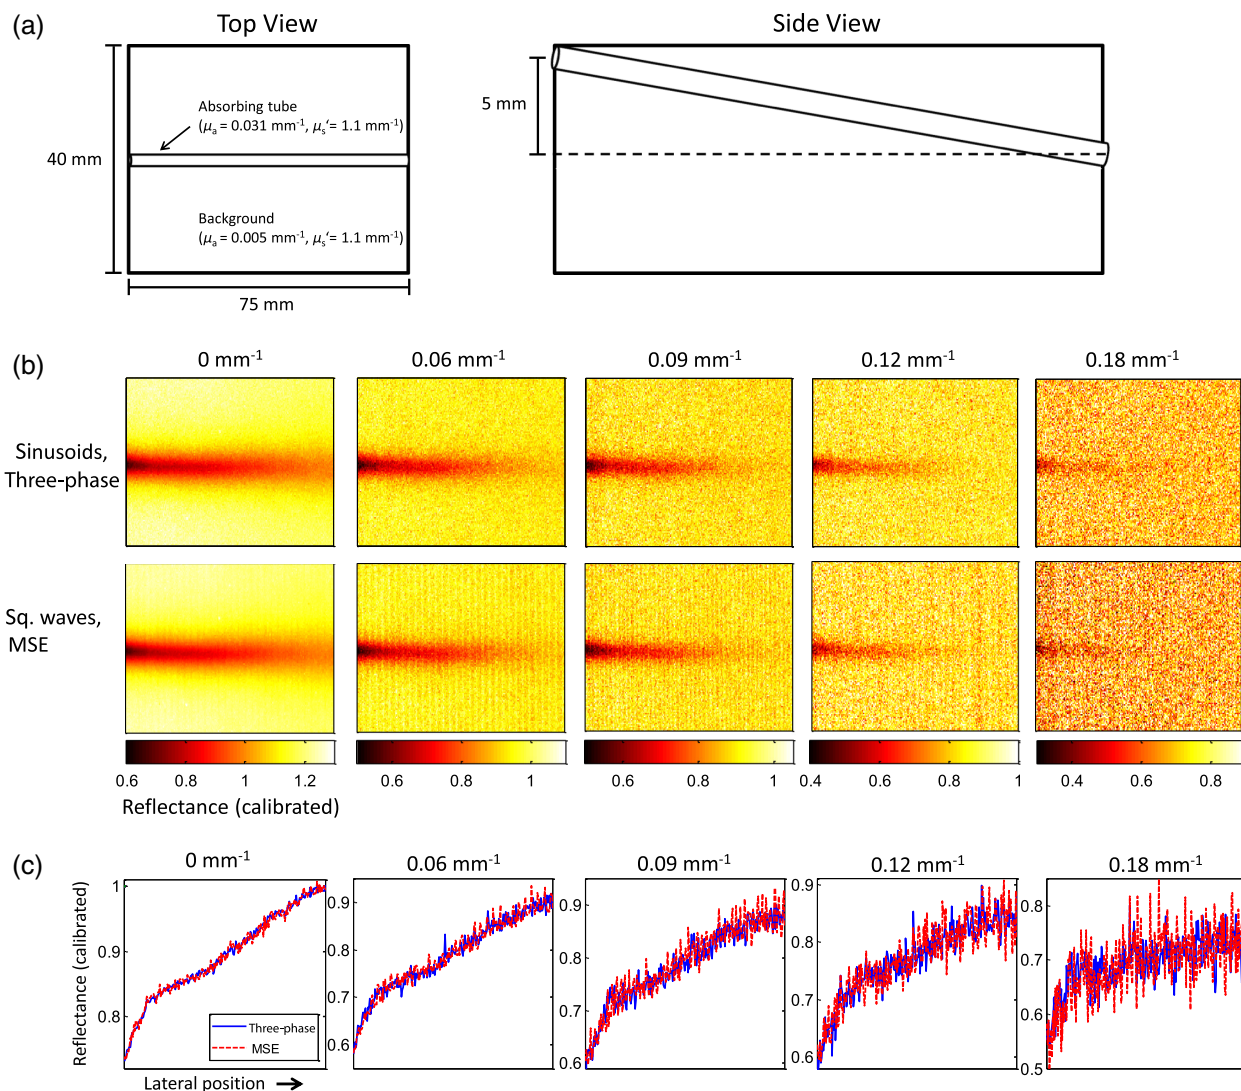 (a)
Top View
Side View
Absorbing tube
(μa = 0.031 mm-1, μs‘= 1.1 mm-1)
40 mm
5 mm
Background
(μa = 0.005 mm-1, μs‘= 1.1 mm-1)
75 mm
(b)
0 mm-1
0.06 mm-1
0.09 mm-1
0.12 mm-1
0.18 mm-1
Sinusoids,
Three-phase
Sq. waves,
MSE
0.6 0.8 1 1.2
0.6 0.8 1
0.6 0.8 1
0.4 0.6 0.8 1
0.4 0.6 0.8
Reflectance (calibrated)
(c)
0 mm-1
0.06 mm-1
0.09 mm-1
0.12 mm-1
0.18 mm-1
Reflectance (calibrated)
1
0.9
0.8
0.9
0.8
0.7
0.6
0.9
0.8
0.7
0.6
0.9
0.8
0.7
0.6
0.9
0.8
0.7
0.6
0.5
Three-phase
MSE
Lateral position